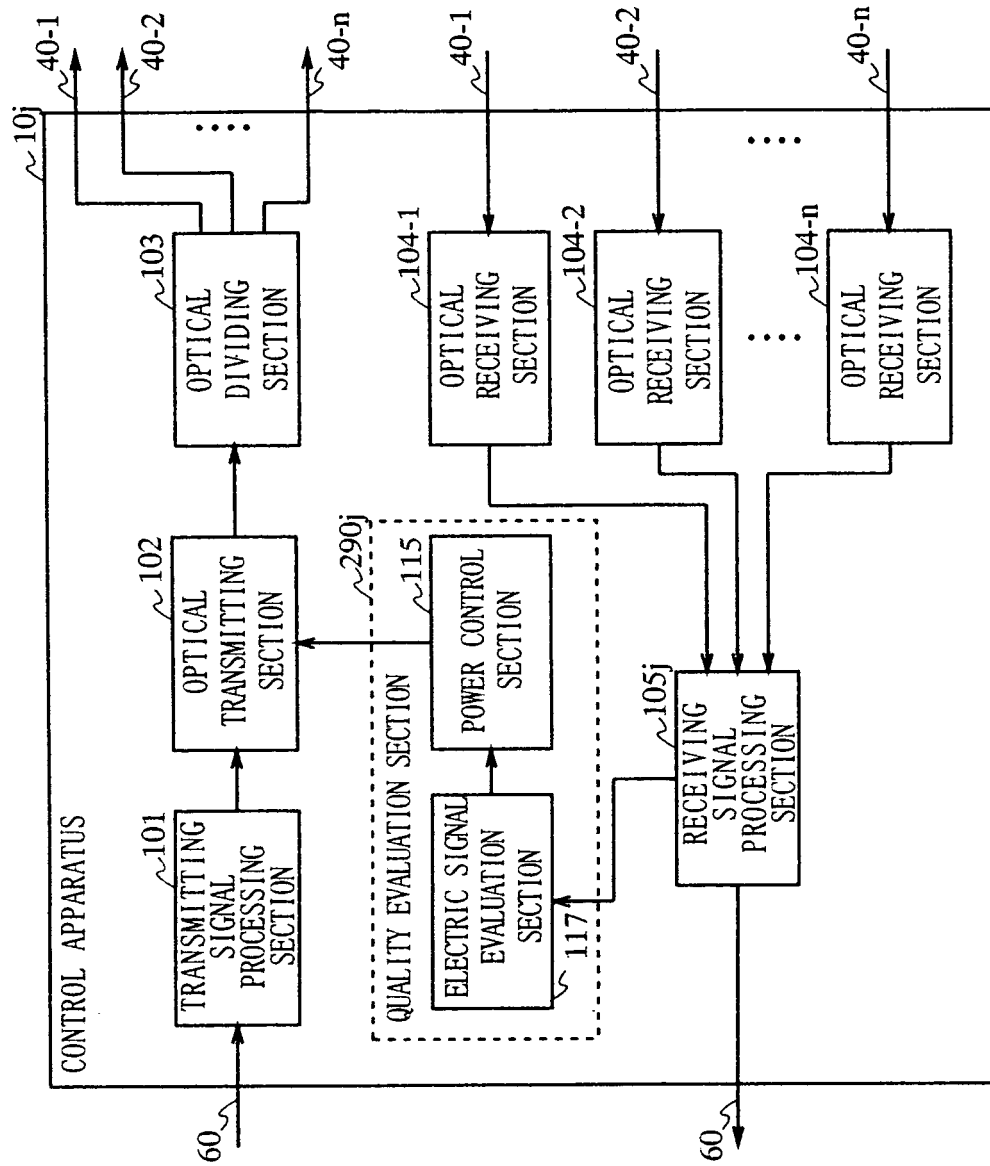 10j
CONTROL APPARATUS
60
101
TRANSMITTING
SIGNAL
PROCESSING
SECTION
102
OPTICAL
TRANSMITTING
SECTION
103
OPTICAL
DIVIDING
SECTION
40-1
40-2
40-n
290j
QUALITY EVALUATION SECTION
ELECTRIC SIGNAL
EVALUATION
SECTION
117
115
POWER CONTROL
SECTION
104-1
OPTICAL
RECEIVING
SECTION
40-1
104-2
OPTICAL
RECEIVING
SECTION
40-2
104-n
OPTICAL
RECEIVING
SECTION
40-n
105j
RECEIVING
SIGNAL
PROCESSING
SECTION
60